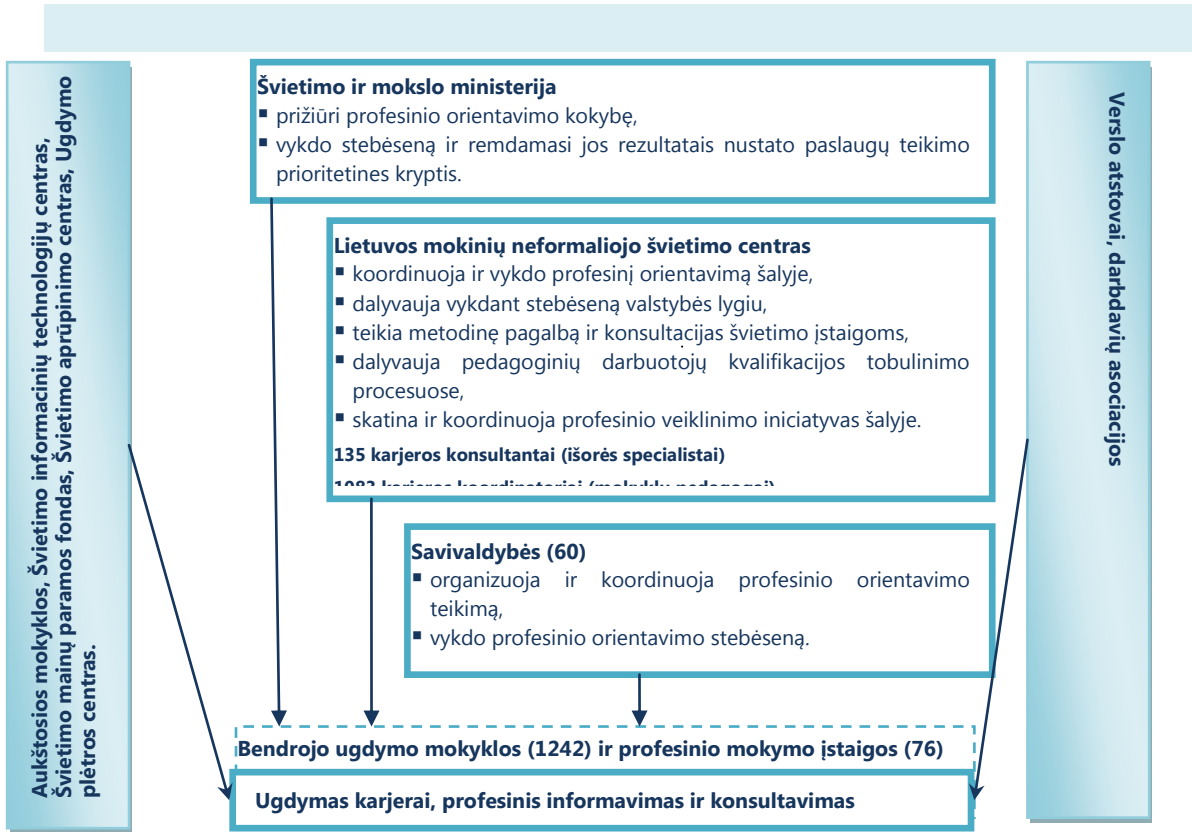 Aukštosios mokyklos, Švietimo informacinių technologijų centras,
Švietimo mainų paramos fondas, Švietimo aprūpinimo centras, Ugdymo
plėtros centras.
Švietimo ir mokslo ministerija
▪ prižiūri profesinio orientavimo kokybę,
▪ vykdo stebėseną ir remdamasi jos rezultatais nustato paslaugų teikimo
prioritetines kryptis.
Lietuvos mokinių neformaliojo švietimo centras
▪ koordinuoja ir vykdo profesinį orientavimą šalyje,
▪ dalyvauja vykdant stebėseną valstybės lygiu,
▪ teikia metodinę pagalbą ir konsultacijas švietimo įstaigoms,
▪ dalyvauja pedagoginių darbuotojų kvalifikacijos tobulinimo
procesuose,
▪ skatina ir koordinuoja profesinio veiklinimo iniciatyvas šalyje.
135 karjeros konsultantai (išorės specialistai)
karjeros koordinatoriai (mokyklų pedagogai)
Savivaldybės (60)
▪ organizuoja ir koordinuoja profesinio orientavimo
teikimą,
▪ vykdo profesinio orientavimo stebėseną.
Bendrojo ugdymo mokyklos (1242) ir profesinio mokymo įstaigos (76)
Ugdymas karjerai, profesinis informavimas ir konsultavimas
Verslo atstovai, darbdavių asociacijos